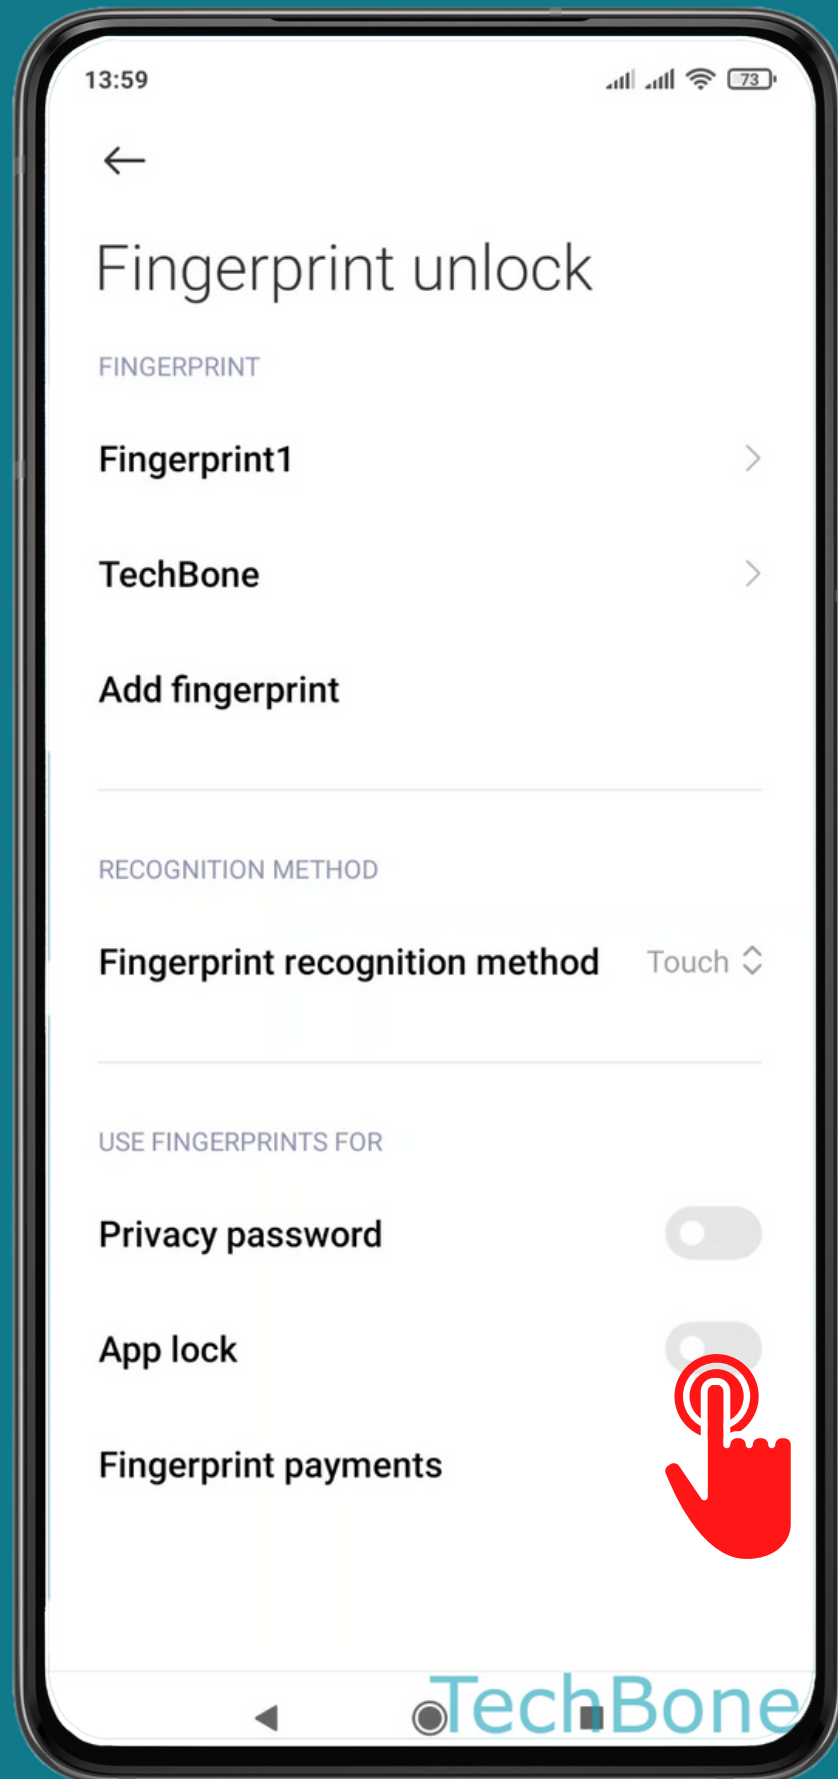 13:59
73
Fingerprint unlock
FINGERPRINT
Fingerprint1
TechBone
Add fingerprint
RECOGNITION METHOD
Fingerprint recognition method Touch
USE FINGERPRINTS FOR
Privacy password
App lock
Fingerprint payments
TechBone